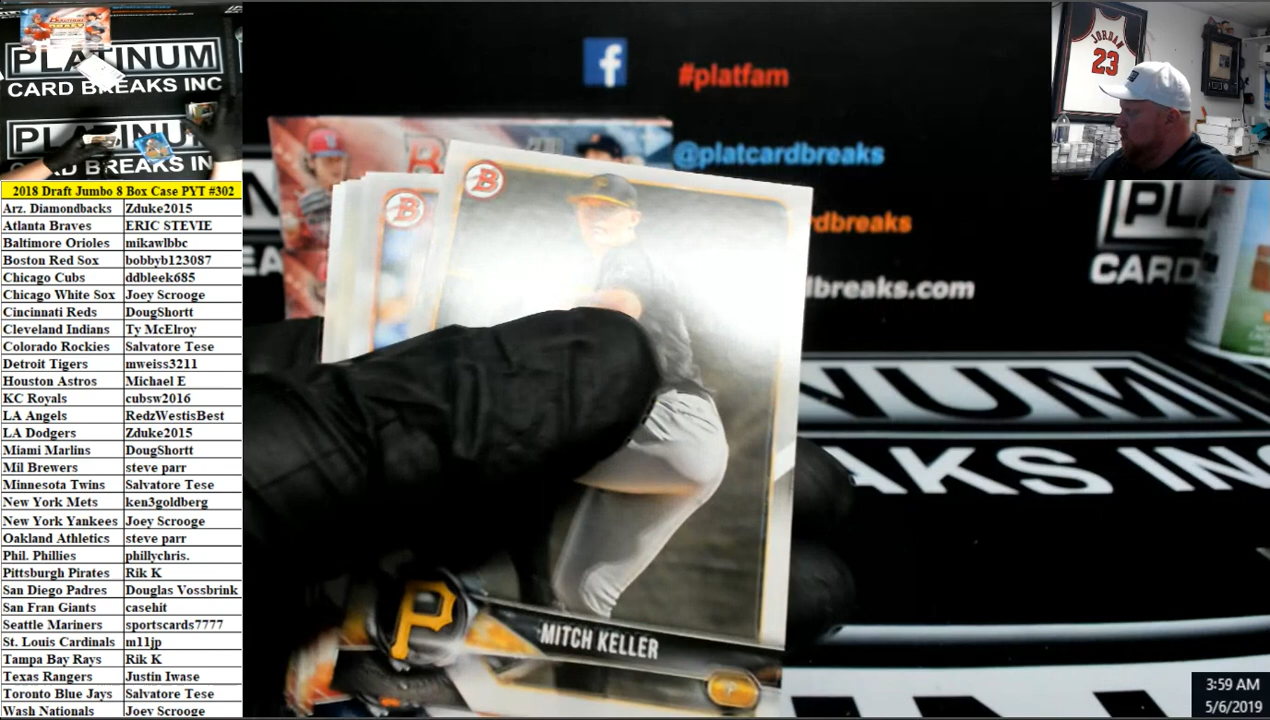 PLATINUM
CARD BREAKS INC
PLATINU
D BREAKS IN
2018 Draft Jumbo 8 Box Case PYT #302
Arz. Diamondbacks Zduke2015
Atlanta Braves ERIC STEVIE
Baltimore Orioles mikawlbbc
Boston Red Sox bobbyb123087
Chicago Cubs ddbleek685
Chicago White Sox Joey Scrooge
Cincinnati Reds DougShortt
Cleveland Indians Ty McElroy
Colorado Rockies Salvatore Tese
Detroit Tigers mweiss3211
Houston Astros Michael E
KC Royals cubsw2016
LA Angels RedzWestisBest
LA Dodgers Zduke2015
Miami Marlins DougShortt
Mil Brewers steve parr
Minnesota Twins Salvatore Tese
New York Mets ken3goldberg
New York Yankees Joey Scrooge
Oakland Athletics steve parr
Phil. Phillies phillychris.
Pittsburgh Pirates Rik K
San Diego Padres Douglas Vossbrink
San Fran Giants casehit
Seattle Mariners sportscards7777
St. Louis Cardinals m11jp
Tampa Bay Rays Rik K
Texas Rangers Justin Iwase
Toronto Blue Jays Salvatore Tese
Wash Nationals Joey Scrooge
f
#platfam
@platcardbreaks
rdbreaks
dbreaks.com
B
B
P
MITCH KELLER
P
EA
NUM
AKS INC
PL
CARD
JORDAN
23
3:59 AM
5/6/2019